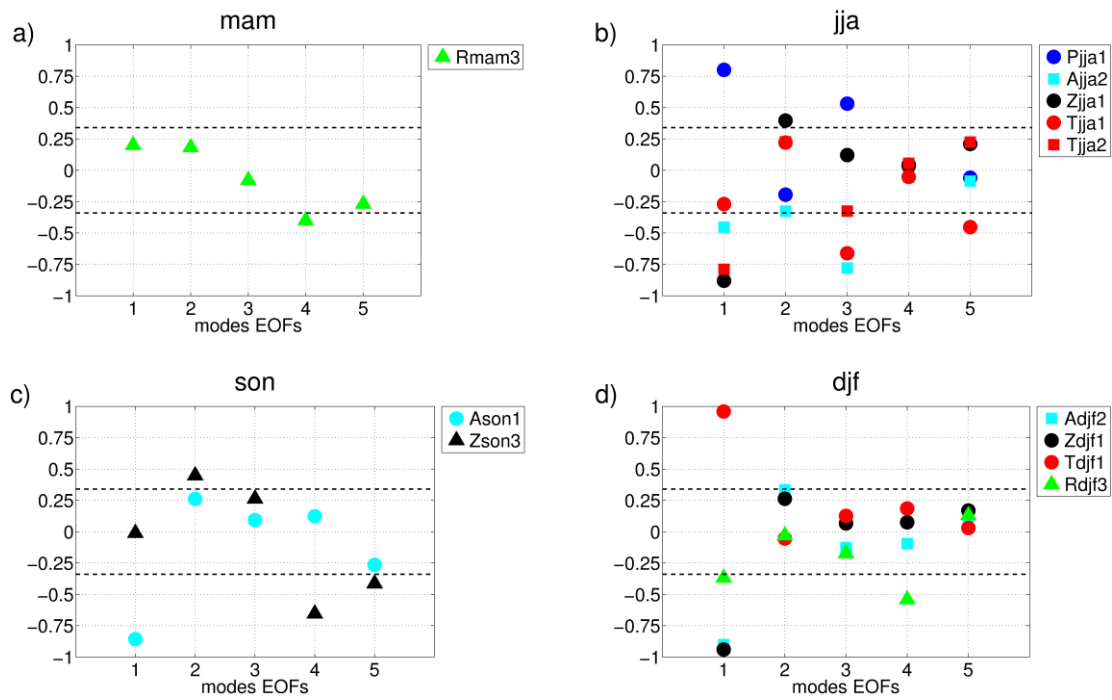 a)
mam
1
0.75
0.5
0.25
0
−0.25
−0.5
−0.75
−1
1 2 3 4 5
modes EOFs
Rmam3
b)
jja
1
0.75
0.5
0.25
0
−0.25
−0.5
−0.75
−1
1 2 3 4 5
modes EOFs
Pjja1
Ajja2
Zjja1
Tjja1
Tjja2
c)
son
1
0.75
0.5
0.25
0
−0.25
−0.5
−0.75
−1
1 2 3 4 5
modes EOFs
Ason1
Zson3
d)
djf
1
0.75
0.5
0.25
0
−0.25
−0.5
−0.75
−1
1 2 3 4 5
modes EOFs
Adjf2
Zdjf1
Tdjf1
Rdjf3